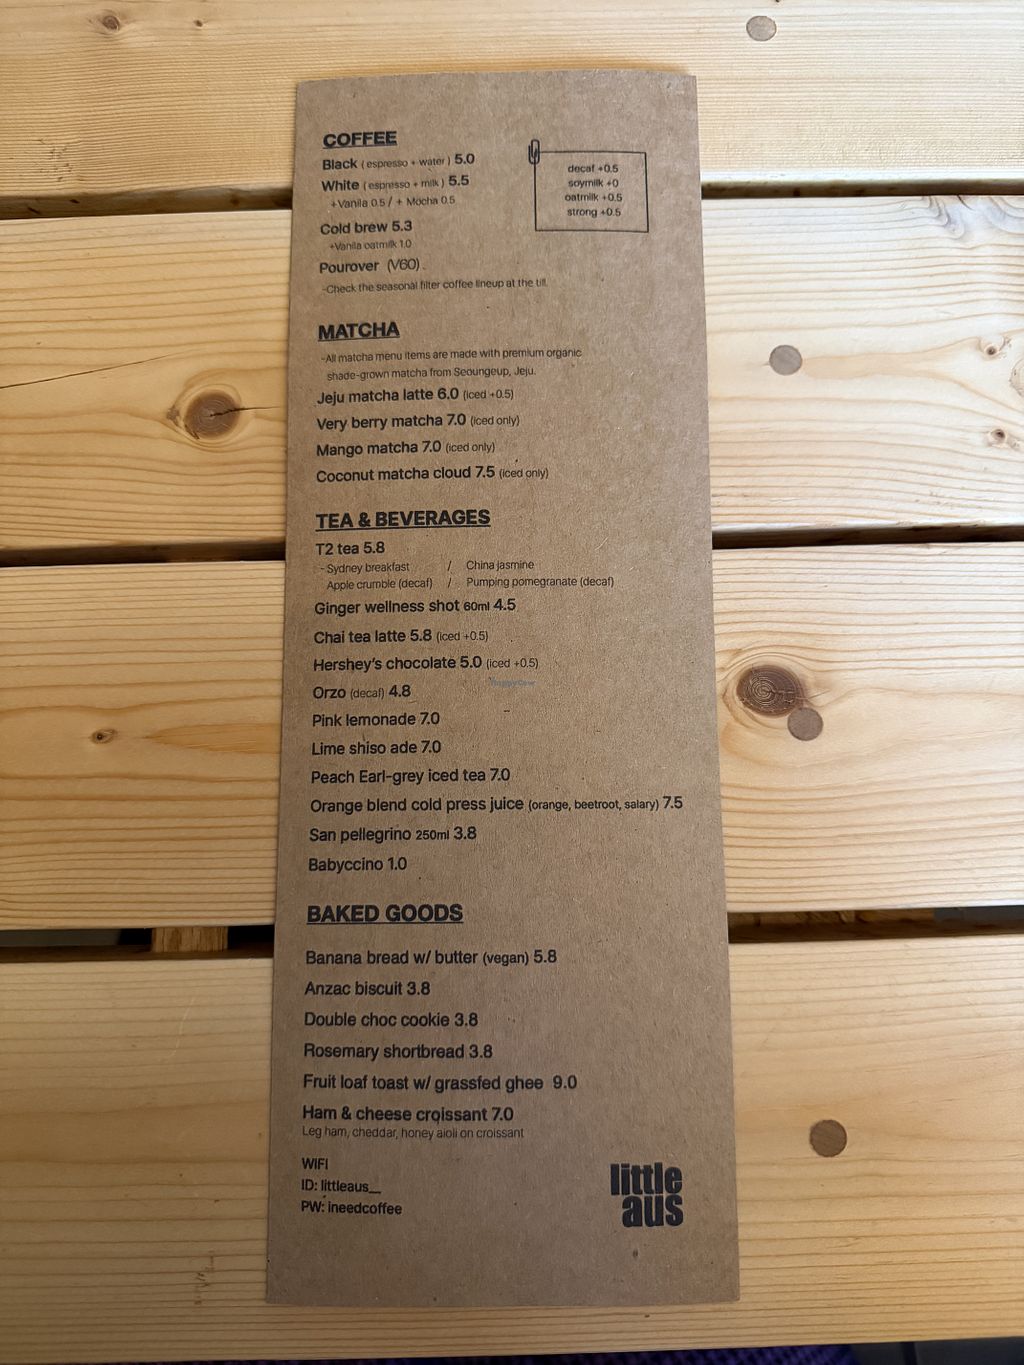 COFFEE
Black (espresso + water) 5.0
White (espresso + milk) 5.5
+Vanila 0.5 / + Mocha 0.5
decaf +0.5
soymilk +0
oatmilk +0.5
strong +0.5
Cold brew 5.3
+Vanila oatmilk 1.0
Pourover (V60)
-Check the seasonal filter coffee lineup at the till.
MATCHA
-All matcha menu items are made with premium organic
shade-grown matcha from Seoungeup, Jeju.
Jeju matcha latte 6.0 (iced +0.5)
Very berry matcha 7.0 (iced only)
Mango matcha 7.0 (iced only)
Coconut matcha cloud 7.5 (iced only)
TEA & BEVERAGES
T2 tea 5.8
- Sydney breakfast / China jasmine
Apple crumble (decaf) / Pumping pomegranate (decaf)
Ginger wellness shot 60ml 4.5
Chai tea latte 5.8 (iced +0.5)
Hershey's chocolate 5.0 (iced +0.5)
HappyCow
Orzo (decaf) 4.8
Pink lemonade 7.0
Lime shiso ade 7.0
Peach Earl-grey iced tea 7.0
Orange blend cold press juice (orange, beetroot, salary) 7.5
San pellegrino 250ml 3.8
Babyccino 1.0
BAKED GOODS
Banana bread w/ butter (vegan) 5.8
Anzac biscuit 3.8
Double choc cookie 3.8
Rosemary shortbread 3.8
Fruit loaf toast w/ grassfed ghee 9.0
Ham & cheese croissant 7.0
Leg ham, cheddar, honey aioli on croissant
WIFI
ID: littleaus__
PW: ineedcoffee
little
aus